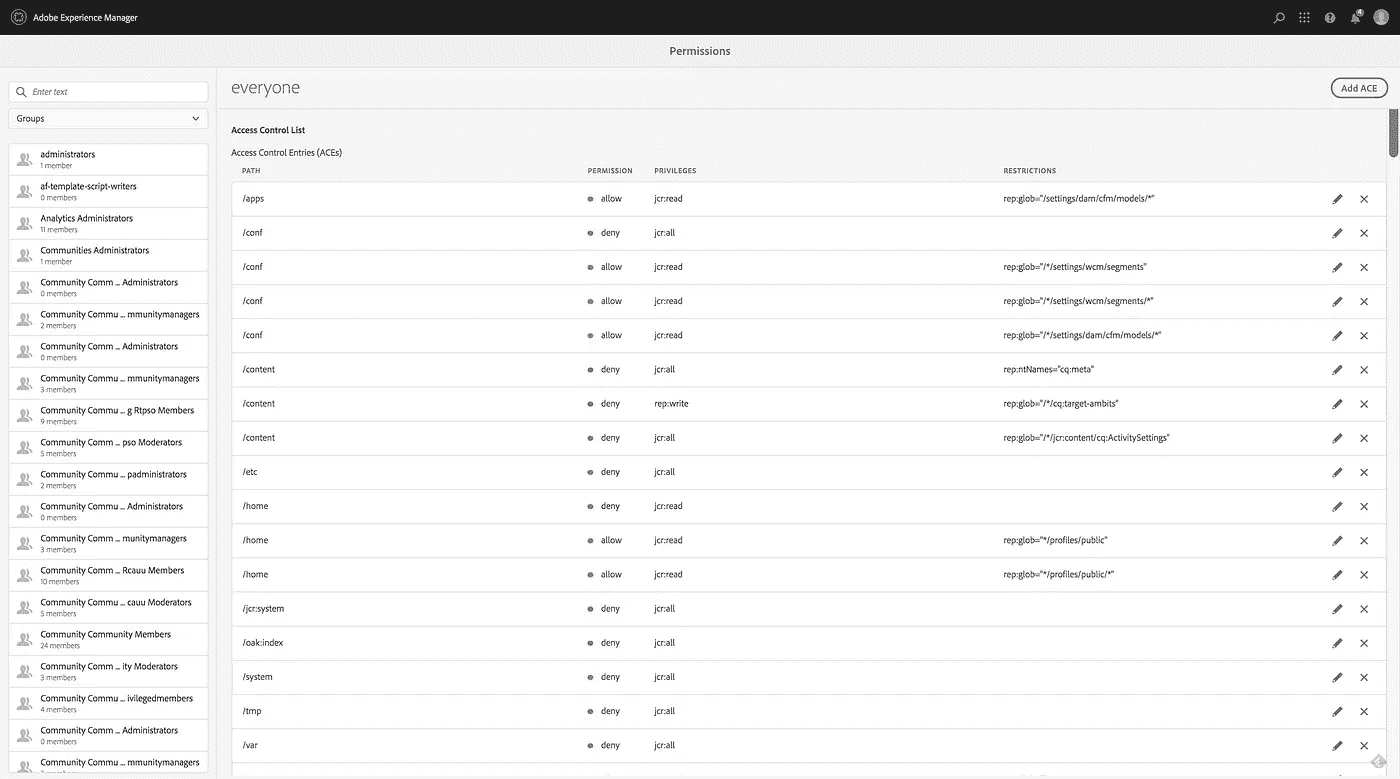 Adobe Experience Manager
4
Permissions
Enter text
Groups
administrators
1 member
af-template-script-writers
0 members
Analytics Administrators
11 members
Communities Administrators
1 member
Community Comm ... Administrators
0 members
Community Commu ... mmunitymanagers
2 members
Community Comm ... Administrators
0 members
Community Commu ... mmunitymanagers
3 members
Community Commu ... g Rtpso Members
9 members
Community Comm ... pso Moderators
5 members
Community Commu ... padministrators
2 members
Community Commu ... Administrators
0 members
Community Comm ... munitymanagers
3 members
Community Comm ... Rcauu Members
10 members
Community Commu ... cauu Moderators
5 members
Community Community Members
24 members
Community Comm ... ity Moderators
3 members
Community Commu ... ivilegedmembers
4 members
Community Comm ... Administrators
0 members
Community Commu ... mmunitymanagers
everyone
Add ACE
Access Control List
Access Control Entries (ACEs)
PATH PERMISSION PRIVILEGES RESTRICTIONS
/apps allow jcr:read rep:glob="/settings/dam/cfm/models/*"
/conf deny jcr:all
/conf allow jcr:read rep:glob="/*/settings/wcm/segments"
/conf allow jcr:read rep:glob="/*/settings/wcm/segments/*"
/conf allow jcr:read rep:glob="/*/settings/dam/cfm/models/*"
/content deny jcr:all rep:ntNames="cq:meta"
/content deny rep:write rep:glob="/*/cq:target-ambits"
/content deny jcr:all rep:glob="/*/jcr:content/cq:ActivitySettings"
/etc deny jcr:all
/home deny jcr:read
/home allow jcr:read rep:glob="*/profiles/public"
/home allow jcr:read rep:glob="*/profiles/public/*"
/jcr:system deny jcr:all
/oak:index deny jcr:all
/system deny jcr:all
/tmp deny jcr:all
/var deny jcr:all